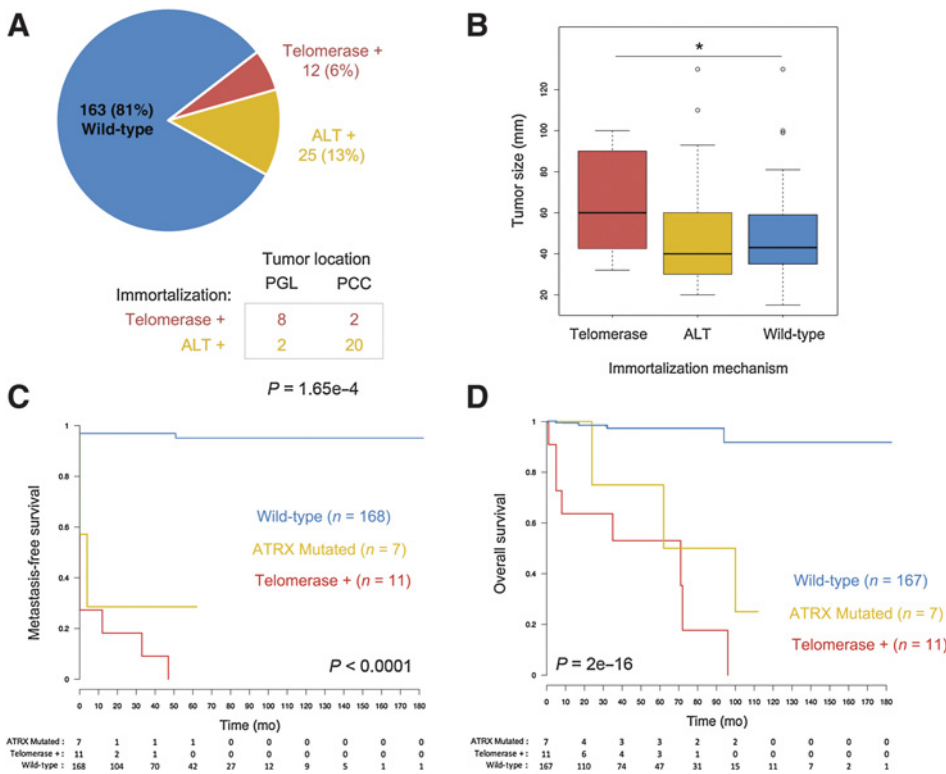 A
163 (81%)
Wild-type
Telomerase +
12 (6%)
ALT +
25 (13%)
Tumor location
Immortalization: PGL PCC
Telomerase + 8 2
ALT + 2 20
P = 1.65e–4
B
*
Tumor size (mm)
120
100
80
60
40
20
Telomerase ALT Wild-type
Immortalization mechanism
C
Metastasis-free survival
1
0.8
0.6
0.4
0.2
0
Wild-type (n = 168)
ATRX Mutated (n = 7)
Telomerase + (n = 11)
P < 0.0001
0 10 20 30 40 50 60 70 80 90 100 110 120 130 140 150 160 170 180
Time (mo)
ATRX Mutated : 7 1 1 1 0 0 0 0 0 0
Telomerase + : 11 2 1 0 0 0 0 0 0 0
Wild-type : 168 104 70 42 27 12 9 5 1 1
D
Overall survival
1
0.8
0.6
0.4
0.2
0
Wild-type (n = 167)
ATRX Mutated (n = 7)
Telomerase + (n = 11)
P = 2e–16
0 10 20 30 40 50 60 70 80 90 100 110 120 130 140 150 160 170 180
Time (mo)
ATRX Mutated : 7 4 3 3 2 2 0 0 0 0
Telomerase + : 11 6 4 3 1 0 0 0 0 0
Wild-type : 167 110 74 47 31 15 11 7 2 1